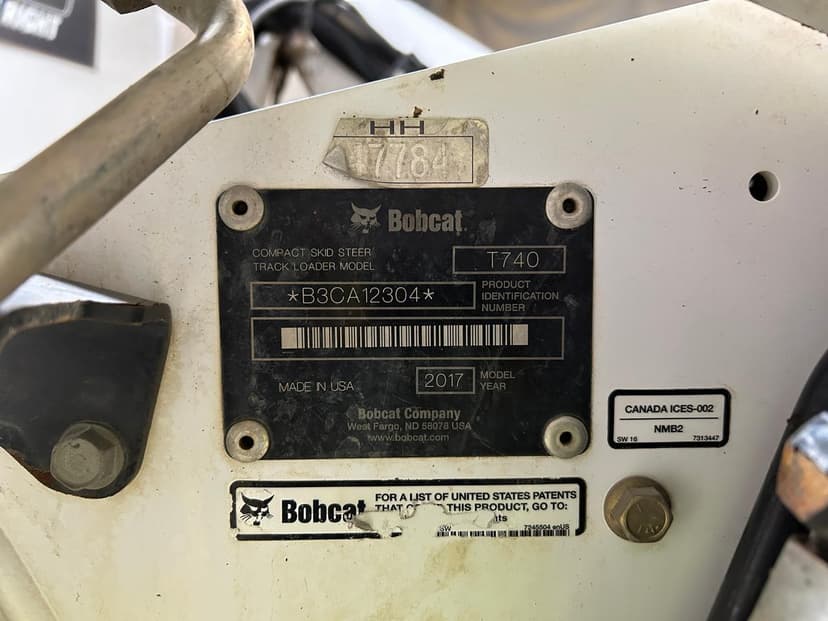 RIGHT
HH
17784
Bobcat
COMPACT SKID STEER
TRACK LOADER MODEL
T740
*B3CA12304*
PRODUCT
IDENTIFICATION
NUMBER
MADE IN USA
2017
MODEL
YEAR
Bobcat Company
West Fargo, ND 58078 USA
www.bobcat.com
CANADA ICES-002
NMB2
SW 16 7313447
Bobcat
FOR A LIST OF UNITED STATES PATENTS
THAT THIS PRODUCT, GO TO:
SW 7245504 enUS